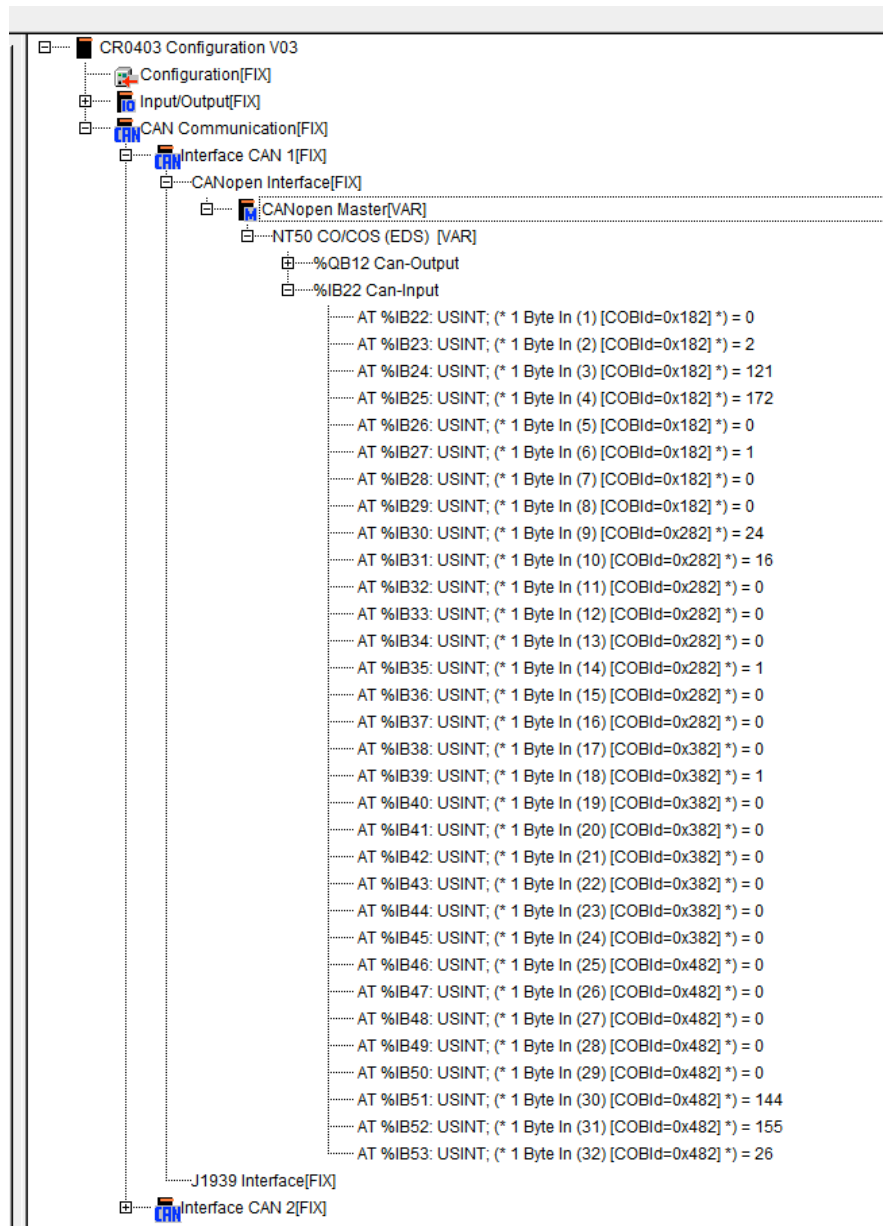 CR0403 Configuration V03
Configuration[FIX]
Input/Output[FIX]
CAN Communication[FIX]
Interface CAN 1[FIX]
CANopen Interface[FIX]
CANopen Master[VAR]
NT50 CO/COS (EDS) [VAR]
%QB12 Can-Output
%IB22 Can-Input
AT %IB22: USINT; (* 1 Byte In (1) [COBId=0x182] *) = 0
AT %IB23: USINT; (* 1 Byte In (2) [COBId=0x182] *) = 2
AT %IB24: USINT; (* 1 Byte In (3) [COBId=0x182] *) = 121
AT %IB25: USINT; (* 1 Byte In (4) [COBId=0x182] *) = 172
AT %IB26: USINT; (* 1 Byte In (5) [COBId=0x182] *) = 0
AT %IB27: USINT; (* 1 Byte In (6) [COBId=0x182] *) = 1
AT %IB28: USINT; (* 1 Byte In (7) [COBId=0x182] *) = 0
AT %IB29: USINT; (* 1 Byte In (8) [COBId=0x182] *) = 0
AT %IB30: USINT; (* 1 Byte In (9) [COBId=0x282] *) = 24
AT %IB31: USINT; (* 1 Byte In (10) [COBId=0x282] *) = 16
AT %IB32: USINT; (* 1 Byte In (11) [COBId=0x282] *) = 0
AT %IB33: USINT; (* 1 Byte In (12) [COBId=0x282] *) = 0
AT %IB34: USINT; (* 1 Byte In (13) [COBId=0x282] *) = 0
AT %IB35: USINT; (* 1 Byte In (14) [COBId=0x282] *) = 1
AT %IB36: USINT; (* 1 Byte In (15) [COBId=0x282] *) = 0
AT %IB37: USINT; (* 1 Byte In (16) [COBId=0x282] *) = 0
AT %IB38: USINT; (* 1 Byte In (17) [COBId=0x382] *) = 0
AT %IB39: USINT; (* 1 Byte In (18) [COBId=0x382] *) = 1
AT %IB40: USINT; (* 1 Byte In (19) [COBId=0x382] *) = 0
AT %IB41: USINT; (* 1 Byte In (20) [COBId=0x382] *) = 0
AT %IB42: USINT; (* 1 Byte In (21) [COBId=0x382] *) = 0
AT %IB43: USINT; (* 1 Byte In (22) [COBId=0x382] *) = 0
AT %IB44: USINT; (* 1 Byte In (23) [COBId=0x382] *) = 0
AT %IB45: USINT; (* 1 Byte In (24) [COBId=0x382] *) = 0
AT %IB46: USINT; (* 1 Byte In (25) [COBId=0x482] *) = 0
AT %IB47: USINT; (* 1 Byte In (26) [COBId=0x482] *) = 0
AT %IB48: USINT; (* 1 Byte In (27) [COBId=0x482] *) = 0
AT %IB49: USINT; (* 1 Byte In (28) [COBId=0x482] *) = 0
AT %IB50: USINT; (* 1 Byte In (29) [COBId=0x482] *) = 0
AT %IB51: USINT; (* 1 Byte In (30) [COBId=0x482] *) = 144
AT %IB52: USINT; (* 1 Byte In (31) [COBId=0x482] *) = 155
AT %IB53: USINT; (* 1 Byte In (32) [COBId=0x482] *) = 26
J1939 Interface[FIX]
Interface CAN 2[FIX]